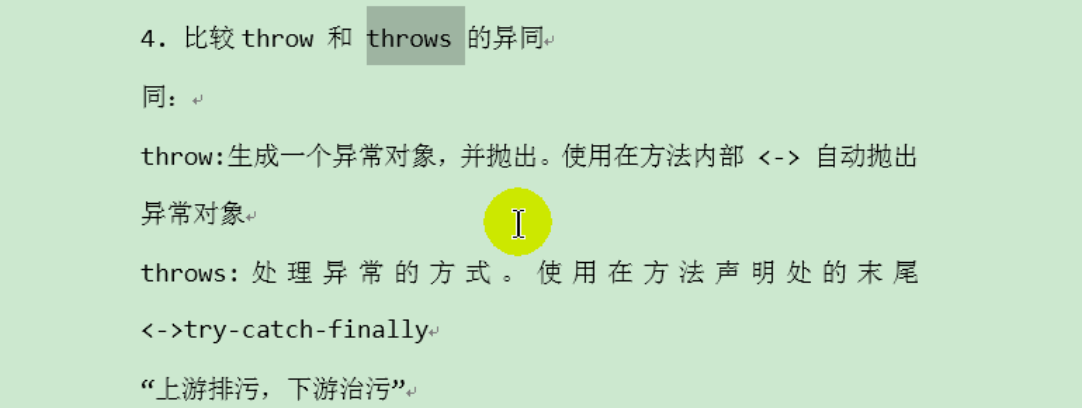 4. 比较 throw 和 throws 的异同
同：
throw:生成一个异常对象，并抛出。使用在方法内部 <-> 自动抛出
异常对象
throws: 处理异常的方式。使用在方法声明处的末尾
<->try-catch-finally
“上游排污，下游治污”